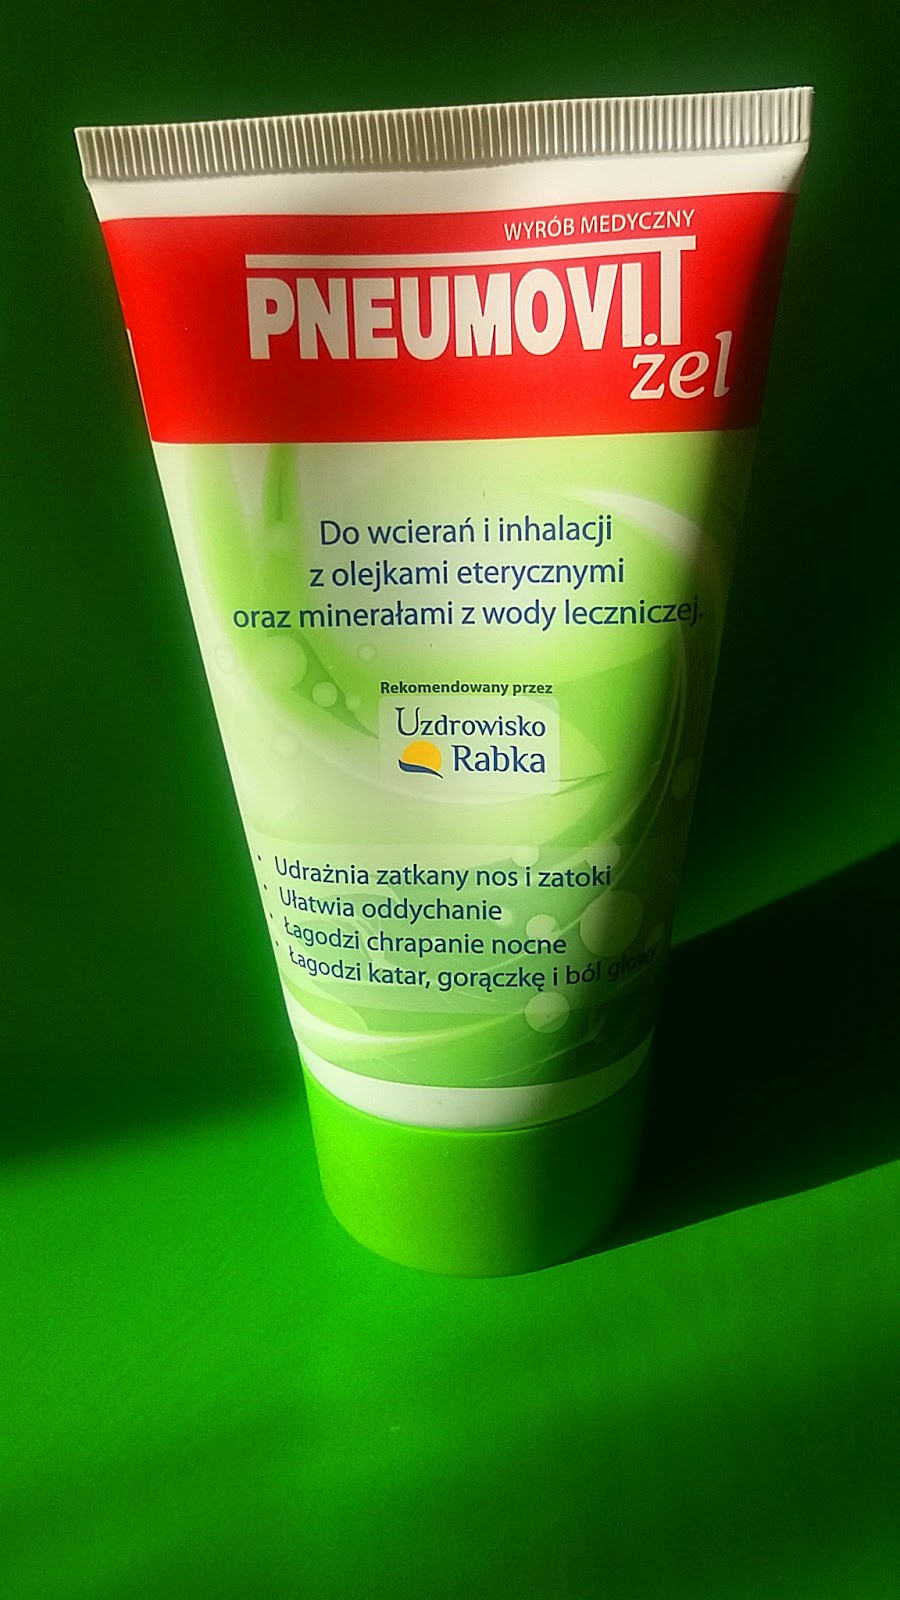 WYRÓB MEDYCZNY
PNEUMOVIT
żel
Do wcierań i inhalacji
z olejkami eterycznymi
oraz minerałami z wody leczniczej.
Rekomendowany przez
Uzdrowisko
Rabka
• Udrażnia zatkany nos i zatoki
• Ułatwia oddychanie
• Łagodzi chrapanie nocne
• Łagodzi katar, gorączkę i ból głowy